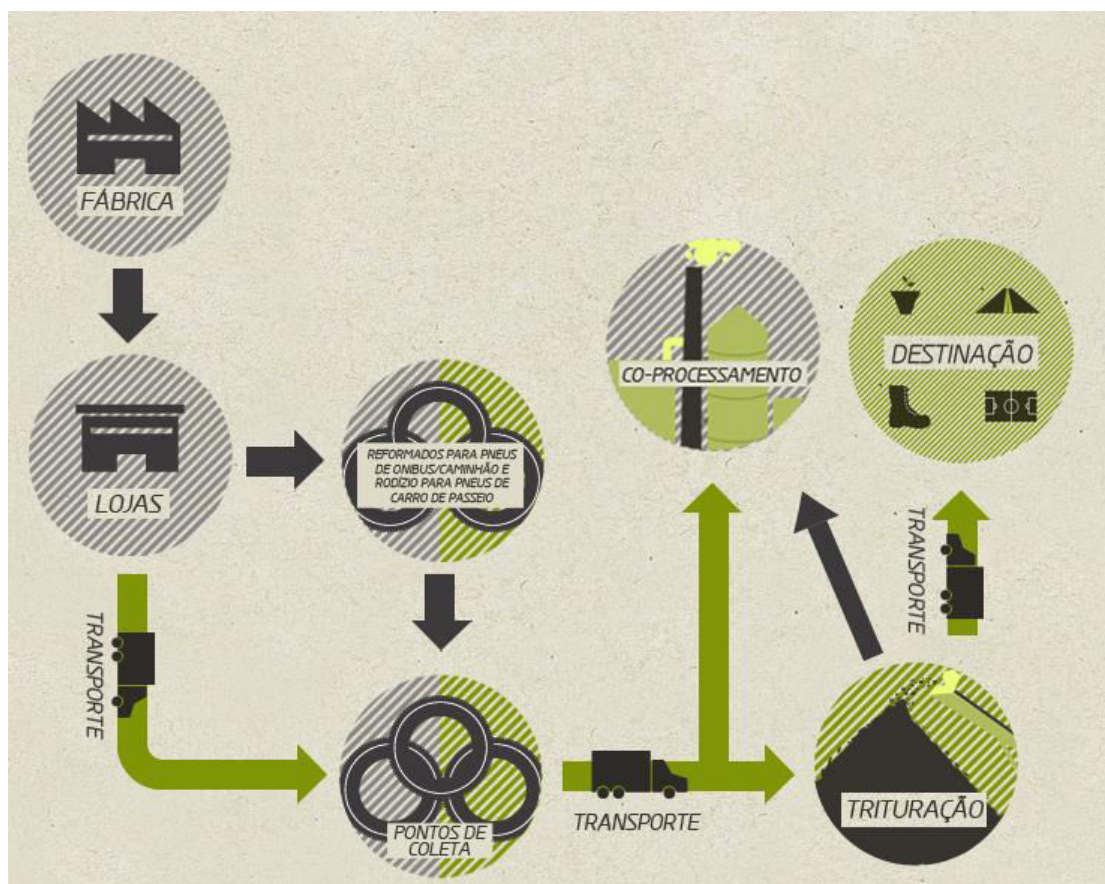 FÁBRICA
LOJAS
REFORMADOS PARA PNEUS
DE ONIBUS/CAMINHÃO E
RODÍZIO PARA PNEUS DE
CARRO DE PASSEIO
CO-PROCESSAMENTO
DESTINAÇÃO
TRANSPORTE
TRANSPORTE
PONTOS DE
COLETA
TRANSPORTE
TRITURAÇÃO